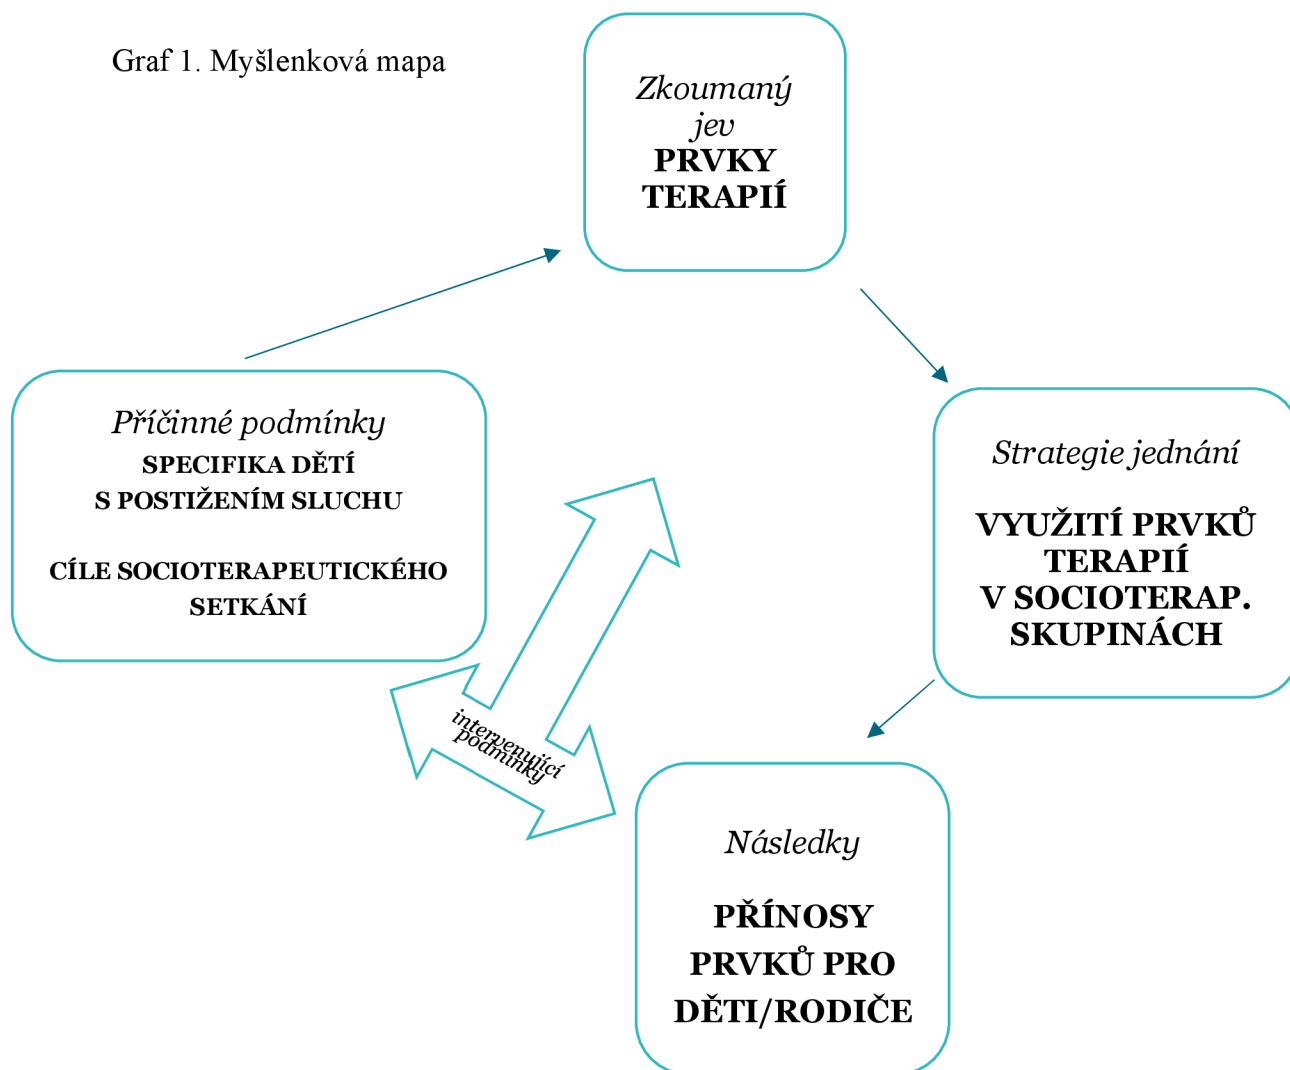 Graf 1. Myšlenková mapa
Zkoumaný
jev
PRVKY
TERAPIÍ
Příčinné podmínky
SPECIFIKA DĚTÍ
S POSTIŽENÍM SLUCHU
CÍLE SOCIOTERAPEUTICKÉHO
SETKÁNÍ
Strategie jednání
VYUŽITÍ PRVKŮ
TERAPIÍ
V SOCIOTERAP.
SKUPINÁCH
intervenující
podmínky
Následky
PŘÍNOSY
PRVKŮ PRO
DĚTI/RODIČE